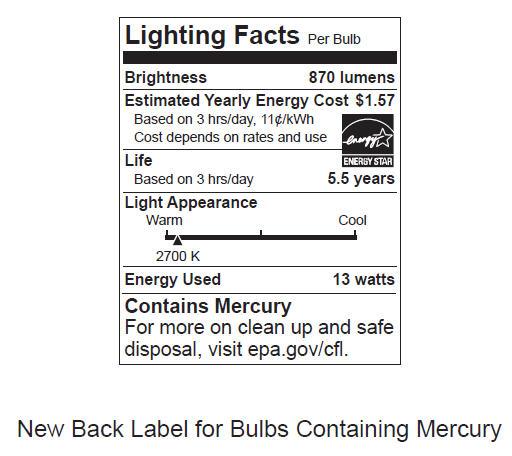 Lighting Facts Per Bulb
Brightness 870 lumens
Estimated Yearly Energy Cost $1.57
Based on 3 hrs/day, 11¢/kWh
Cost depends on rates and use
energy
ENERGY STAR
Life
Based on 3 hrs/day 5.5 years
Light Appearance
Warm Cool
2700 K
Energy Used 13 watts
Contains Mercury
For more on clean up and safe
disposal, visit epa.gov/cfl.
New Back Label for Bulbs Containing Mercury